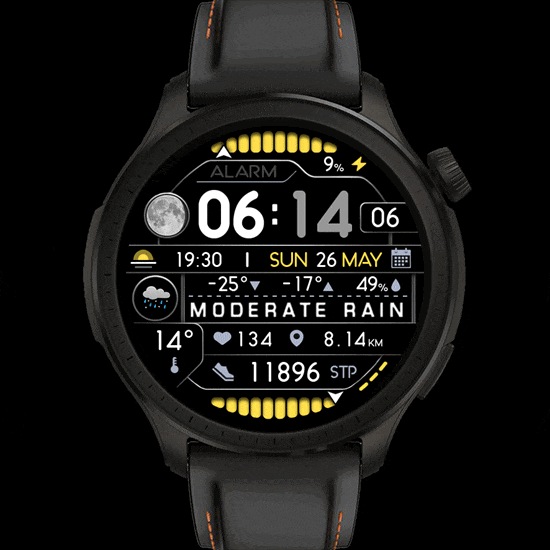 9%
ALARM
06:14 06
19:30 | SUN 26 MAY
-25°▼ -17°▲ 49%
MODERATE RAIN
14° 134 8.14KM
11896 STP